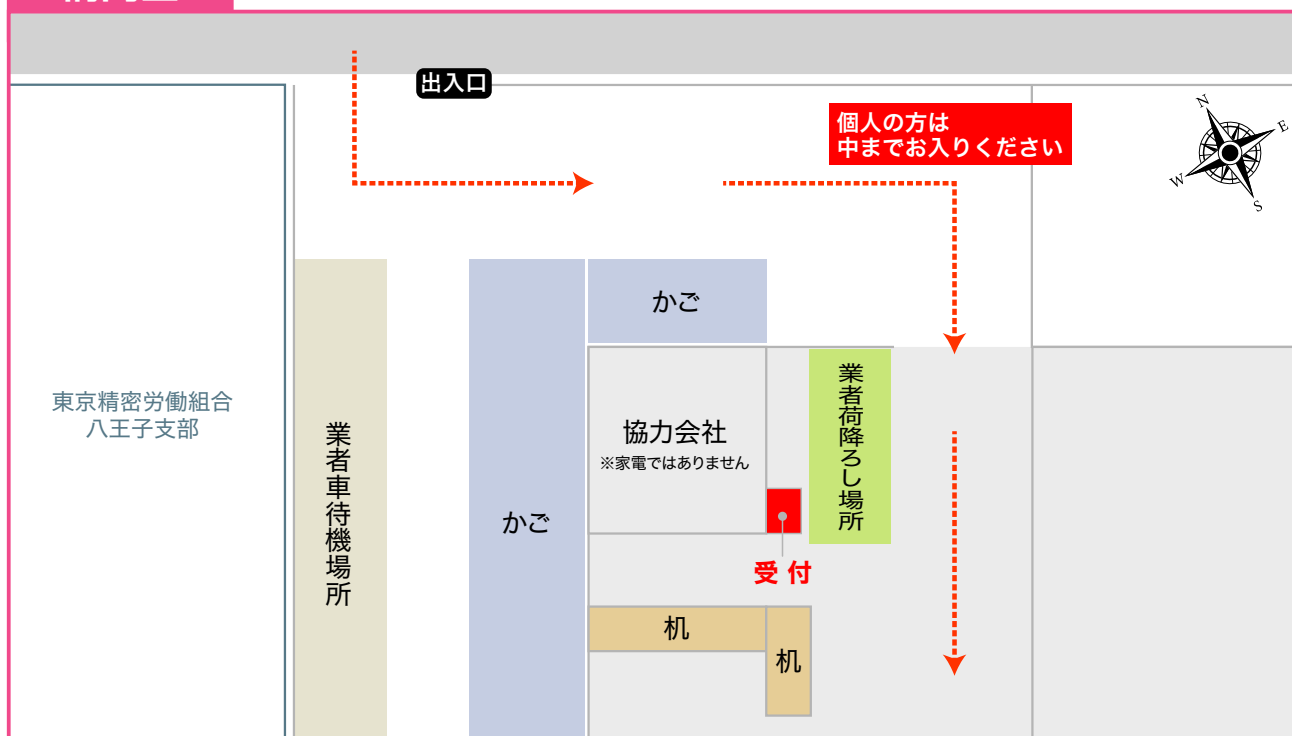 出入口
個人の方は
中までお入りください
N
E
W
S
かご
東京精密労働組合
八王子支部
業者車待機場所
かご
協力会社
※家電ではありません
業者荷降ろし場所
受付
机
机